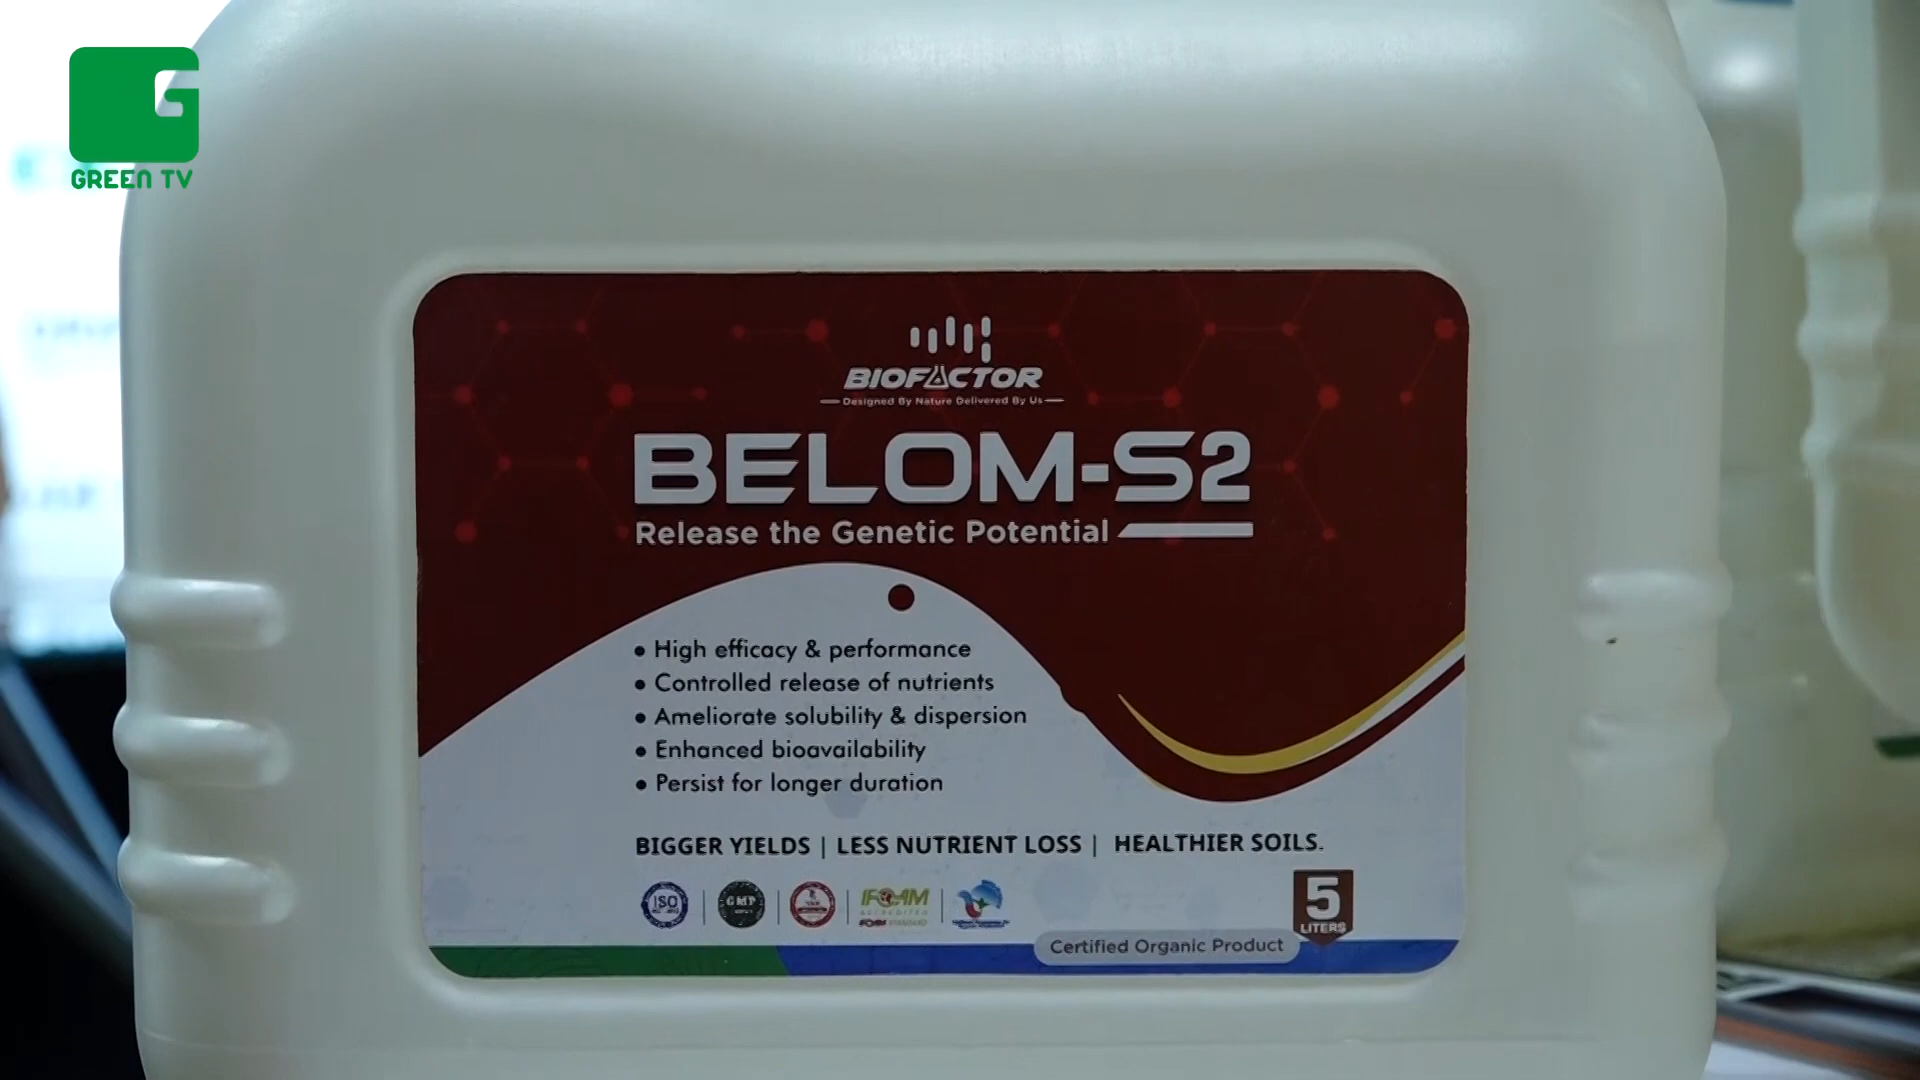 GREEN TV
BIOFACTOR
Designed By Nature Delivered By Us
BELOM-S2
Release the Genetic Potential
• High efficacy & performance
• Controlled release of nutrients
• Ameliorate solubility & dispersion
• Enhanced bioavailability
• Persist for longer duration
BIGGER YIELDS | LESS NUTRIENT LOSS | HEALTHIER SOILS.
ISO
GMP
IFOAM
ACCREDITED
5
LITERS
Certified Organic Product